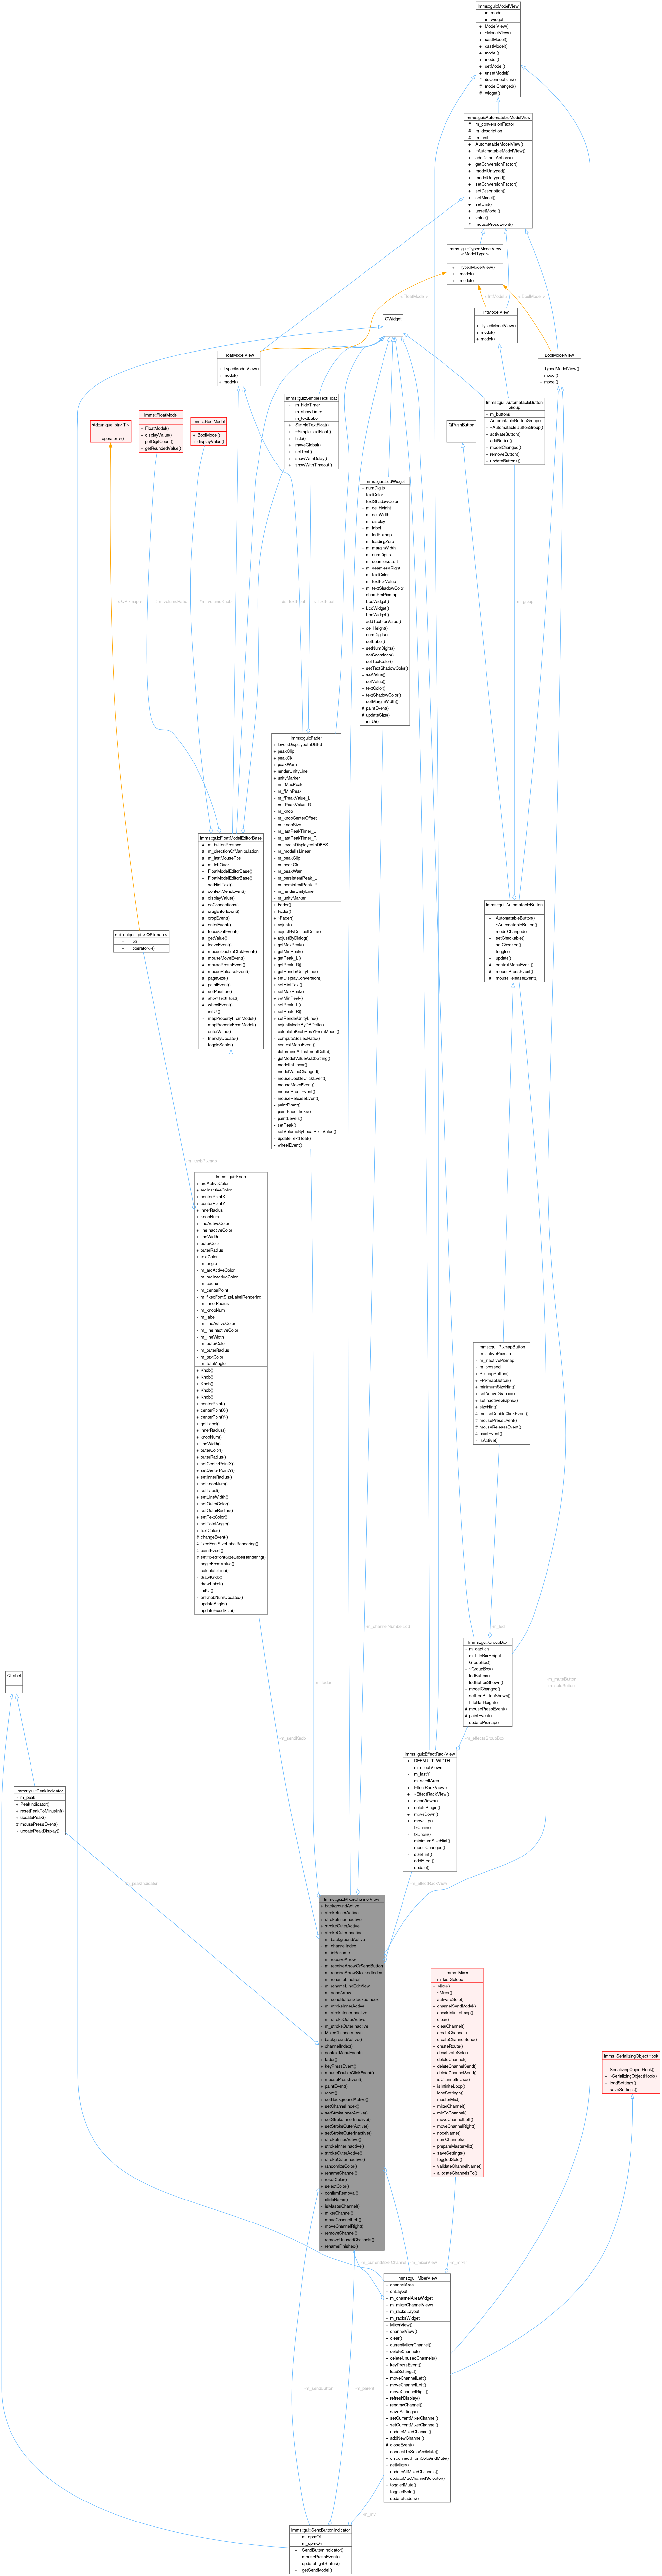 lmms::gui::ModelView
- m_model
- m_widget
+ ModelView()
+ ~ModelView()
+ castModel()
+ castModel()
+ model()
+ model()
+ setModel()
+ unsetModel()
# doConnections()
# modelChanged()
# widget()
lmms::gui::AutomatableModelView
# m_conversionFactor
# m_description
# m_unit
+ AutomatableModelView()
+ ~AutomatableModelView()
+ addDefaultActions()
+ getConversionFactor()
+ modelUntyped()
+ modelUntyped()
+ setConversionFactor()
+ setDescription()
+ setModel()
+ setUnit()
+ unsetModel()
+ value()
# mousePressEvent()
lmms::gui::TypedModelView
< ModelType >
+ TypedModelView()
+ model()
+ model()
< FloatModel >
< IntModel >
< BoolModel >
QWidget
IntModelView
+ TypedModelView()
+ model()
+ model()
FloatModelView
+ TypedModelView()
+ model()
+ model()
BoolModelView
+ TypedModelView()
+ model()
+ model()
lmms::gui::SimpleTextFloat
- m_hideTimer
- m_showTimer
- m_textLabel
+ SimpleTextFloat()
+ ~SimpleTextFloat()
+ hide()
+ moveGlobal()
+ setText()
+ showWithDelay()
+ showWithTimeout()
lmms::gui::AutomatableButton
Group
- m_buttons
+ AutomatableButtonGroup()
+ ~AutomatableButtonGroup()
+ activateButton()
+ addButton()
+ modelChanged()
+ removeButton()
- updateButtons()
std::unique_ptr< T >
+ operator->()
lmms::FloatModel
+ FloatModel()
+ displayValue()
+ getDigitCount()
+ getRoundedValue()
lmms::BoolModel
+ BoolModel()
+ displayValue()
QPushButton
lmms::gui::LcdWidget
+ numDigits
+ textColor
+ textShadowColor
- m_cellHeight
- m_cellWidth
- m_display
- m_label
- m_lcdPixmap
- m_leadingZero
- m_marginWidth
- m_numDigits
- m_seamlessLeft
- m_seamlessRight
- m_textColor
- m_textForValue
- m_textShadowColor
- charsPerPixmap
+ LcdWidget()
+ LcdWidget()
+ LcdWidget()
+ addTextForValue()
+ cellHeight()
+ numDigits()
+ setLabel()
+ setNumDigits()
+ setSeamless()
+ setTextColor()
+ setTextShadowColor()
+ setValue()
+ setValue()
+ textColor()
+ textShadowColor()
+ setMarginWidth()
# paintEvent()
# updateSize()
- initUi()
< QPixmap >
#m_volumeRatio
#m_volumeKnob
#s_textFloat
s_textFloat
m_group
lmms::gui::Fader
+ levelsDisplayedInDBFS
+ peakClip
+ peakOk
+ peakWarn
+ renderUnityLine
+ unityMarker
- m_fMaxPeak
- m_fMinPeak
- m_fPeakValue_L
- m_fPeakValue_R
- m_knob
- m_knobCenterOffset
- m_knobSize
- m_lastPeakTimer_L
- m_lastPeakTimer_R
- m_levelsDisplayedInDBFS
- m_modelIsLinear
- m_peakClip
- m_peakOk
- m_peakWarn
- m_persistentPeak_L
- m_persistentPeak_R
- m_renderUnityLine
- m_unityMarker
+ Fader()
+ Fader()
+ ~Fader()
+ adjust()
+ adjustByDecibelDelta()
+ adjustByDialog()
+ getMaxPeak()
+ getMinPeak()
+ getPeak_L()
+ getPeak_R()
+ getRenderUnityLine()
+ setDisplayConversion()
+ setHintText()
+ setMaxPeak()
+ setMinPeak()
+ setPeak_L()
+ setPeak_R()
+ setRenderUnityLine()
- adjustModelByDBDelta()
- calculateKnobPosYFromModel()
- computeScaledRatio()
- contextMenuEvent()
- determineAdjustmentDelta()
- getModelValueAsDbString()
- modelIsLinear()
- modelValueChanged()
- mouseDoubleClickEvent()
- mouseMoveEvent()
- mousePressEvent()
- mouseReleaseEvent()
- paintEvent()
- paintFaderTicks()
- paintLevels()
- setPeak()
- setVolumeByLocalPixelValue()
- updateTextFloat()
- wheelEvent()
lmms::gui::FloatModelEditorBase
# m_buttonPressed
# m_directionOfManipulation
# m_lastMousePos
# m_leftOver
+ FloatModelEditorBase()
+ FloatModelEditorBase()
+ setHintText()
# contextMenuEvent()
# displayValue()
# doConnections()
# dragEnterEvent()
# dropEvent()
# enterEvent()
# focusOutEvent()
# getValue()
# leaveEvent()
# mouseDoubleClickEvent()
# mouseMoveEvent()
# mousePressEvent()
# mouseReleaseEvent()
# pageSize()
# paintEvent()
# setPosition()
# showTextFloat()
# wheelEvent()
- initUi()
- mapPropertyFromModel()
- mapPropertyFromModel()
- enterValue()
- friendlyUpdate()
- toggleScale()
std::unique_ptr< QPixmap >
+ ptr
+ operator->()
lmms::gui::AutomatableButton
+ AutomatableButton()
+ ~AutomatableButton()
+ modelChanged()
+ setCheckable()
+ setChecked()
+ toggle()
+ update()
# contextMenuEvent()
# mousePressEvent()
# mouseReleaseEvent()
m_knobPixmap
lmms::gui::Knob
+ arcActiveColor
+ arcInactiveColor
+ centerPointX
+ centerPointY
+ innerRadius
+ knobNum
+ lineActiveColor
+ lineInactiveColor
+ lineWidth
+ outerColor
+ outerRadius
+ textColor
- m_angle
- m_arcActiveColor
- m_arcInactiveColor
- m_cache
- m_centerPoint
- m_fixedFontSizeLabelRendering
- m_innerRadius
- m_knobNum
- m_label
- m_lineActiveColor
- m_lineInactiveColor
- m_lineWidth
- m_outerColor
- m_outerRadius
- m_textColor
- m_totalAngle
+ Knob()
+ Knob()
+ Knob()
+ Knob()
+ Knob()
+ centerPoint()
+ centerPointX()
+ centerPointY()
+ getLabel()
+ innerRadius()
+ knobNum()
+ lineWidth()
+ outerColor()
+ outerRadius()
+ setCenterPointX()
+ setCenterPointY()
+ setInnerRadius()
+ setknobNum()
+ setLabel()
+ setLineWidth()
+ setOuterColor()
+ setOuterRadius()
+ setTextColor()
+ setTotalAngle()
+ textColor()
# changeEvent()
# fixedFontSizeLabelRendering()
# paintEvent()
# setFixedFontSizeLabelRendering()
- angleFromValue()
- calculateLine()
- drawKnob()
- drawLabel()
- initUi()
- onKnobNumUpdated()
- updateAngle()
- updateFixedSize()
lmms::gui::PixmapButton
- m_activePixmap
- m_inactivePixmap
- m_pressed
+ PixmapButton()
+ ~PixmapButton()
+ minimumSizeHint()
+ setActiveGraphic()
+ setInactiveGraphic()
+ sizeHint()
# mouseDoubleClickEvent()
# mousePressEvent()
# mouseReleaseEvent()
# paintEvent()
- isActive()
m_led
m_channelNumberLcd
lmms::gui::GroupBox
- m_caption
- m_titleBarHeight
+ GroupBox()
+ ~GroupBox()
+ ledButton()
+ ledButtonShown()
+ modelChanged()
+ setLedButtonShown()
+ titleBarHeight()
# mousePressEvent()
# paintEvent()
- updatePixmap()
QLabel
m_fader
m_muteButton
m_soloButton
m_sendKnob
m_effectsGroupBox
lmms::gui::EffectRackView
+ DEFAULT_WIDTH
- m_effectViews
- m_lastY
- m_scrollArea
+ EffectRackView()
+ ~EffectRackView()
+ clearViews()
+ deletePlugin()
+ moveDown()
+ moveUp()
- fxChain()
- fxChain()
- minimumSizeHint()
- modelChanged()
- sizeHint()
- addEffect()
- update()
lmms::gui::PeakIndicator
- m_peak
+ PeakIndicator()
+ resetPeakToMinusInf()
+ updatePeak()
# mousePressEvent()
- updatePeakDisplay()
m_peakIndicator
m_effectRackView
lmms::gui::MixerChannelView
+ backgroundActive
+ strokeInnerActive
+ strokeInnerInactive
+ strokeOuterActive
+ strokeOuterInactive
- m_backgroundActive
- m_channelIndex
- m_inRename
- m_receiveArrow
- m_receiveArrowOrSendButton
- m_receiveArrowStackedIndex
- m_renameLineEdit
- m_renameLineEditView
- m_sendArrow
- m_sendButtonStackedIndex
- m_strokeInnerActive
- m_strokeInnerInactive
- m_strokeOuterActive
- m_strokeOuterInactive
+ MixerChannelView()
+ backgroundActive()
+ channelIndex()
+ contextMenuEvent()
+ fader()
+ keyPressEvent()
+ mouseDoubleClickEvent()
+ mousePressEvent()
+ paintEvent()
+ reset()
+ setBackgroundActive()
+ setChannelIndex()
+ setStrokeInnerActive()
+ setStrokeInnerInactive()
+ setStrokeOuterActive()
+ setStrokeOuterInactive()
+ strokeInnerActive()
+ strokeInnerInactive()
+ strokeOuterActive()
+ strokeOuterInactive()
+ randomizeColor()
+ renameChannel()
+ resetColor()
+ selectColor()
- confirmRemoval()
- elideName()
- isMasterChannel()
- mixerChannel()
- moveChannelLeft()
- moveChannelRight()
- removeChannel()
- removeUnusedChannels()
- renameFinished()
lmms::Mixer
- m_lastSoloed
+ Mixer()
+ ~Mixer()
+ activateSolo()
+ channelSendModel()
+ checkInfiniteLoop()
+ clear()
+ clearChannel()
+ createChannel()
+ createChannelSend()
+ createRoute()
+ deactivateSolo()
+ deleteChannel()
+ deleteChannelSend()
+ deleteChannelSend()
+ isChannelInUse()
+ isInfiniteLoop()
+ loadSettings()
+ masterMix()
+ mixerChannel()
+ mixToChannel()
+ moveChannelLeft()
+ moveChannelRight()
+ nodeName()
+ numChannels()
+ prepareMasterMix()
+ saveSettings()
+ toggledSolo()
+ validateChannelName()
- allocateChannelsTo()
lmms::SerializingObjectHook
+ SerializingObjectHook()
+ ~SerializingObjectHook()
+ loadSettings()
+ saveSettings()
m_currentMixerChannel
m_mixerView
m_mixer
lmms::gui::MixerView
- channelArea
- chLayout
- m_channelAreaWidget
- m_mixerChannelViews
- m_racksLayout
- m_racksWidget
+ MixerView()
+ channelView()
+ clear()
+ currentMixerChannel()
+ deleteChannel()
+ deleteUnusedChannels()
+ keyPressEvent()
+ loadSettings()
+ moveChannelLeft()
+ moveChannelLeft()
+ moveChannelRight()
+ refreshDisplay()
+ renameChannel()
+ saveSettings()
+ setCurrentMixerChannel()
+ setCurrentMixerChannel()
+ updateMixerChannel()
+ addNewChannel()
# closeEvent()
- connectToSoloAndMute()
- disconnectFromSoloAndMute()
- getMixer()
- updateAllMixerChannels()
- updateMaxChannelSelector()
- toggledMute()
- toggledSolo()
- updateFaders()
m_sendButton
m_parent
m_mv
lmms::gui::SendButtonIndicator
- m_qpmOff
- m_qpmOn
+ SendButtonIndicator()
+ mousePressEvent()
+ updateLightStatus()
- getSendModel()